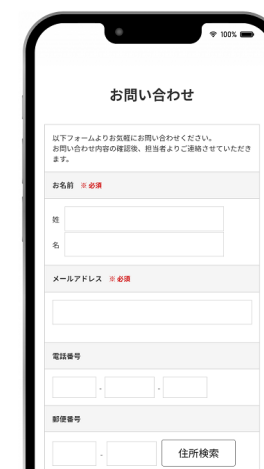 100%
お問い合わせ
以下フォームよりお気軽にお問い合わせください。
お問い合わせ内容の確認後、担当者よりご連絡させていただき
ます。
お名前 ※必須
姓
名
メールアドレス ※必須
電話番号
- -
郵便番号
- 住所検索